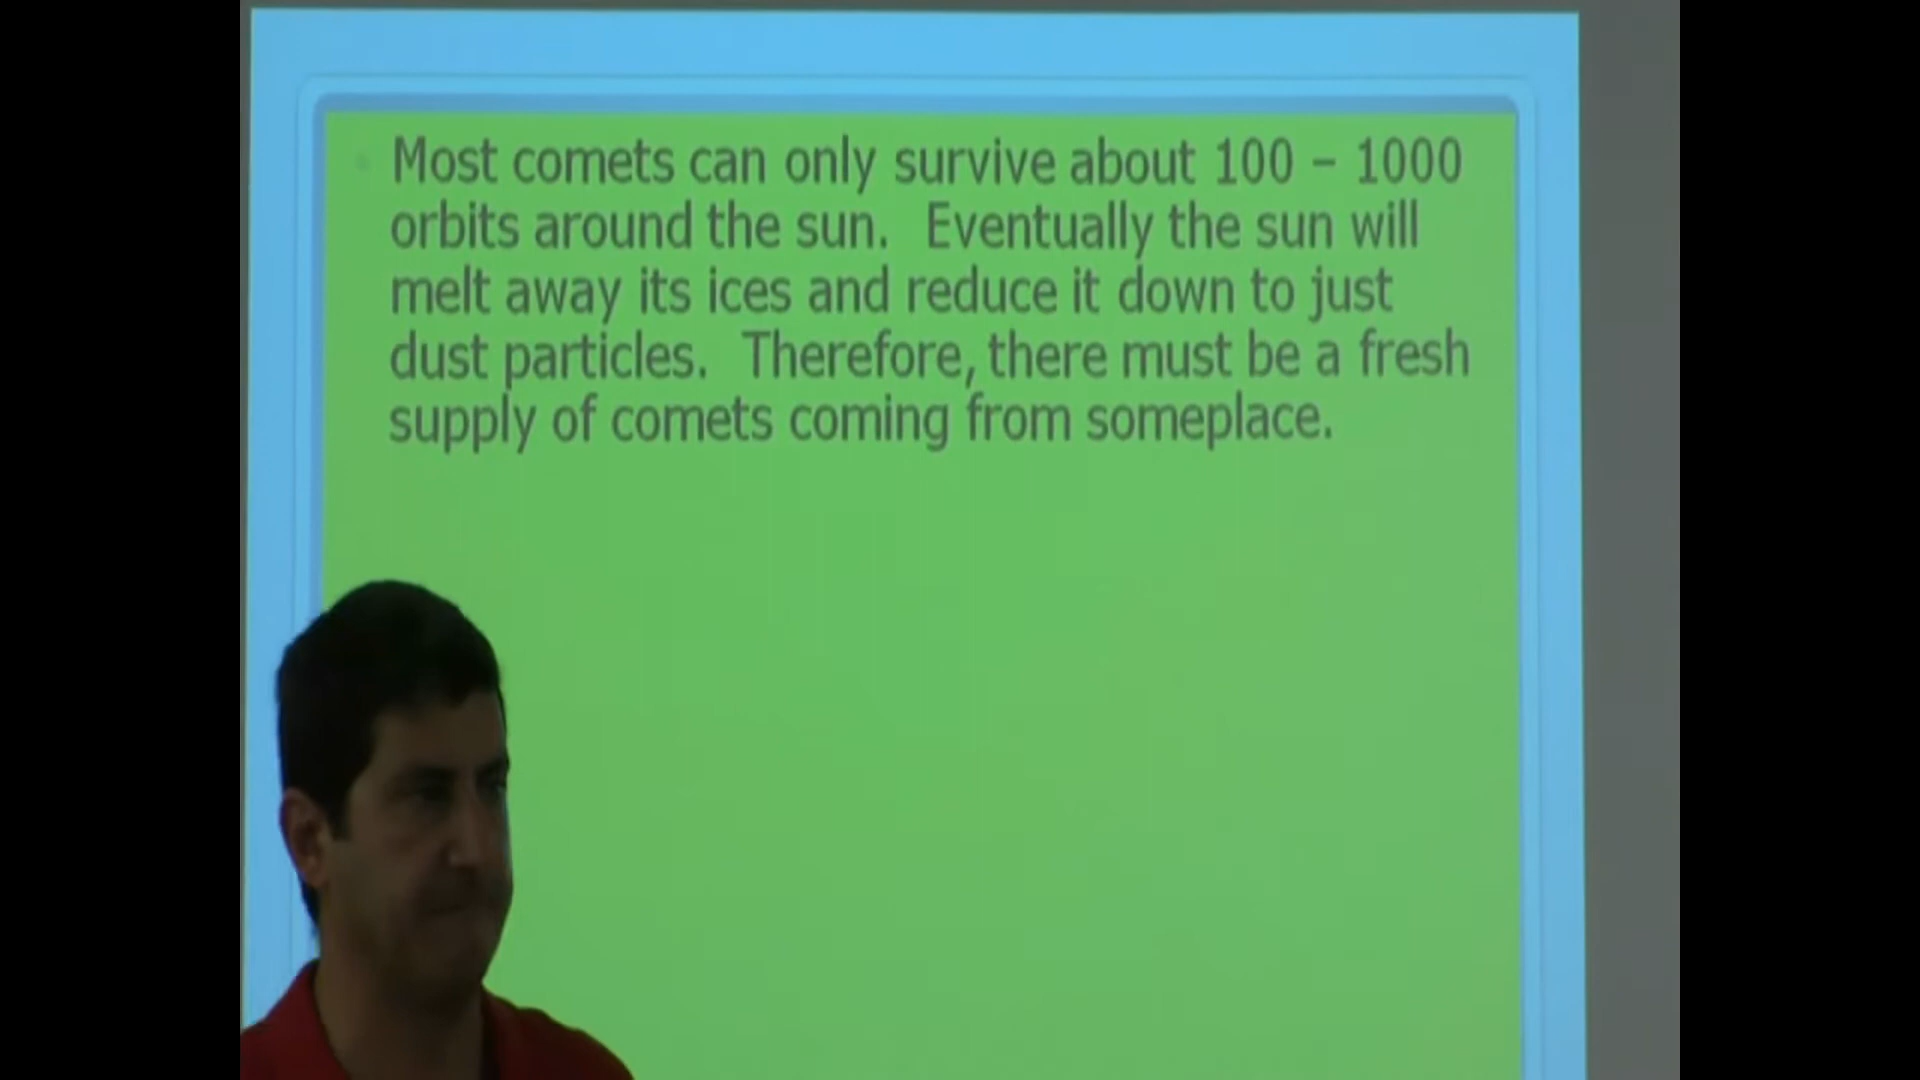 Most comets can only survive about 100 – 1000
orbits around the sun. Eventually the sun will
melt away its ices and reduce it down to just
dust particles. Therefore, there must be a fresh
supply of comets coming from someplace.